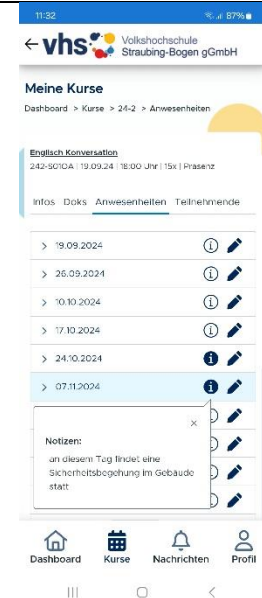 11:32
87%
vhs
Volkshochschule
Straubing-Bogen gGmbH
Meine Kurse
Dashboard > Kurse > 24-2 > Anwesenheiten
Englisch Konversation
242-S010A | 19.09.24 | 18:00 Uhr | 15x | Präsenz
Infos Doks Anwesenheiten Teilnehmende
19.09.2024
26.09.2024
10.10.2024
17.10.2024
24.10.2024
07.11.2024
Notizen:
an diesem Tag findet eine
Sicherheitsbegehung im Gebäude
statt
Dashboard Kurse Nachrichten Profil